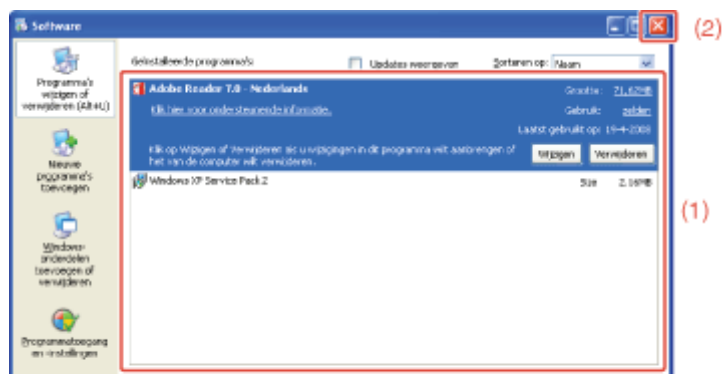 Software
(2)
Geïnstalleerde programma's:
Updates weergeven
Sorteren op: Naam
Programma's
wijzigen of
verwijderen (Alt+U)
Nieuwe
programma's
toevoegen
Windows-
onderdelen
toevoegen of
verwijderen
Programmatoegang
en -instellingen
Adobe Reader 7.0 - Nederlands
Grootte: 71,62MB
Klik hier voor ondersteunende informatie.
Gebruik: zelden
Laatst gebruikt op: 19-4-2008
Klik op Wijzigen of Verwijderen als u wijzigingen in dit programma wilt aanbrengen of
het van de computer wilt verwijderen.
Wijzigen
Verwijderen
Windows XP Service Pack 2
Size 2,16MB
(1)